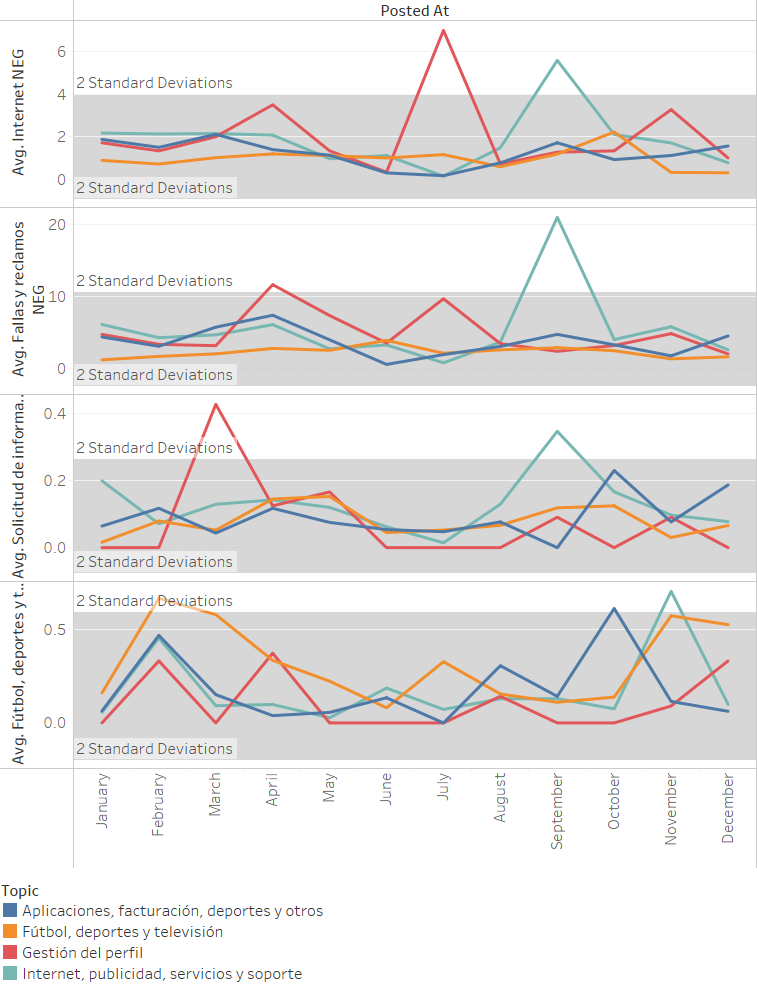 Posted At
Avg. Internet NEG
6
4
2
0
2 Standard Deviations
2 Standard Deviations
Avg. Fallas y reclamos
NEG
20
10
0
2 Standard Deviations
2 Standard Deviations
Avg. Solicitud de informa..
0.4
0.2
0.0
2 Standard Deviations
2 Standard Deviations
Avg. Fútbol, deportes y t..
0.5
0.0
2 Standard Deviations
2 Standard Deviations
January
February
March
April
May
June
July
August
September
October
November
December
Topic
Aplicaciones, facturación, deportes y otros
Fútbol, deportes y televisión
Gestión del perfil
Internet, publicidad, servicios y soporte